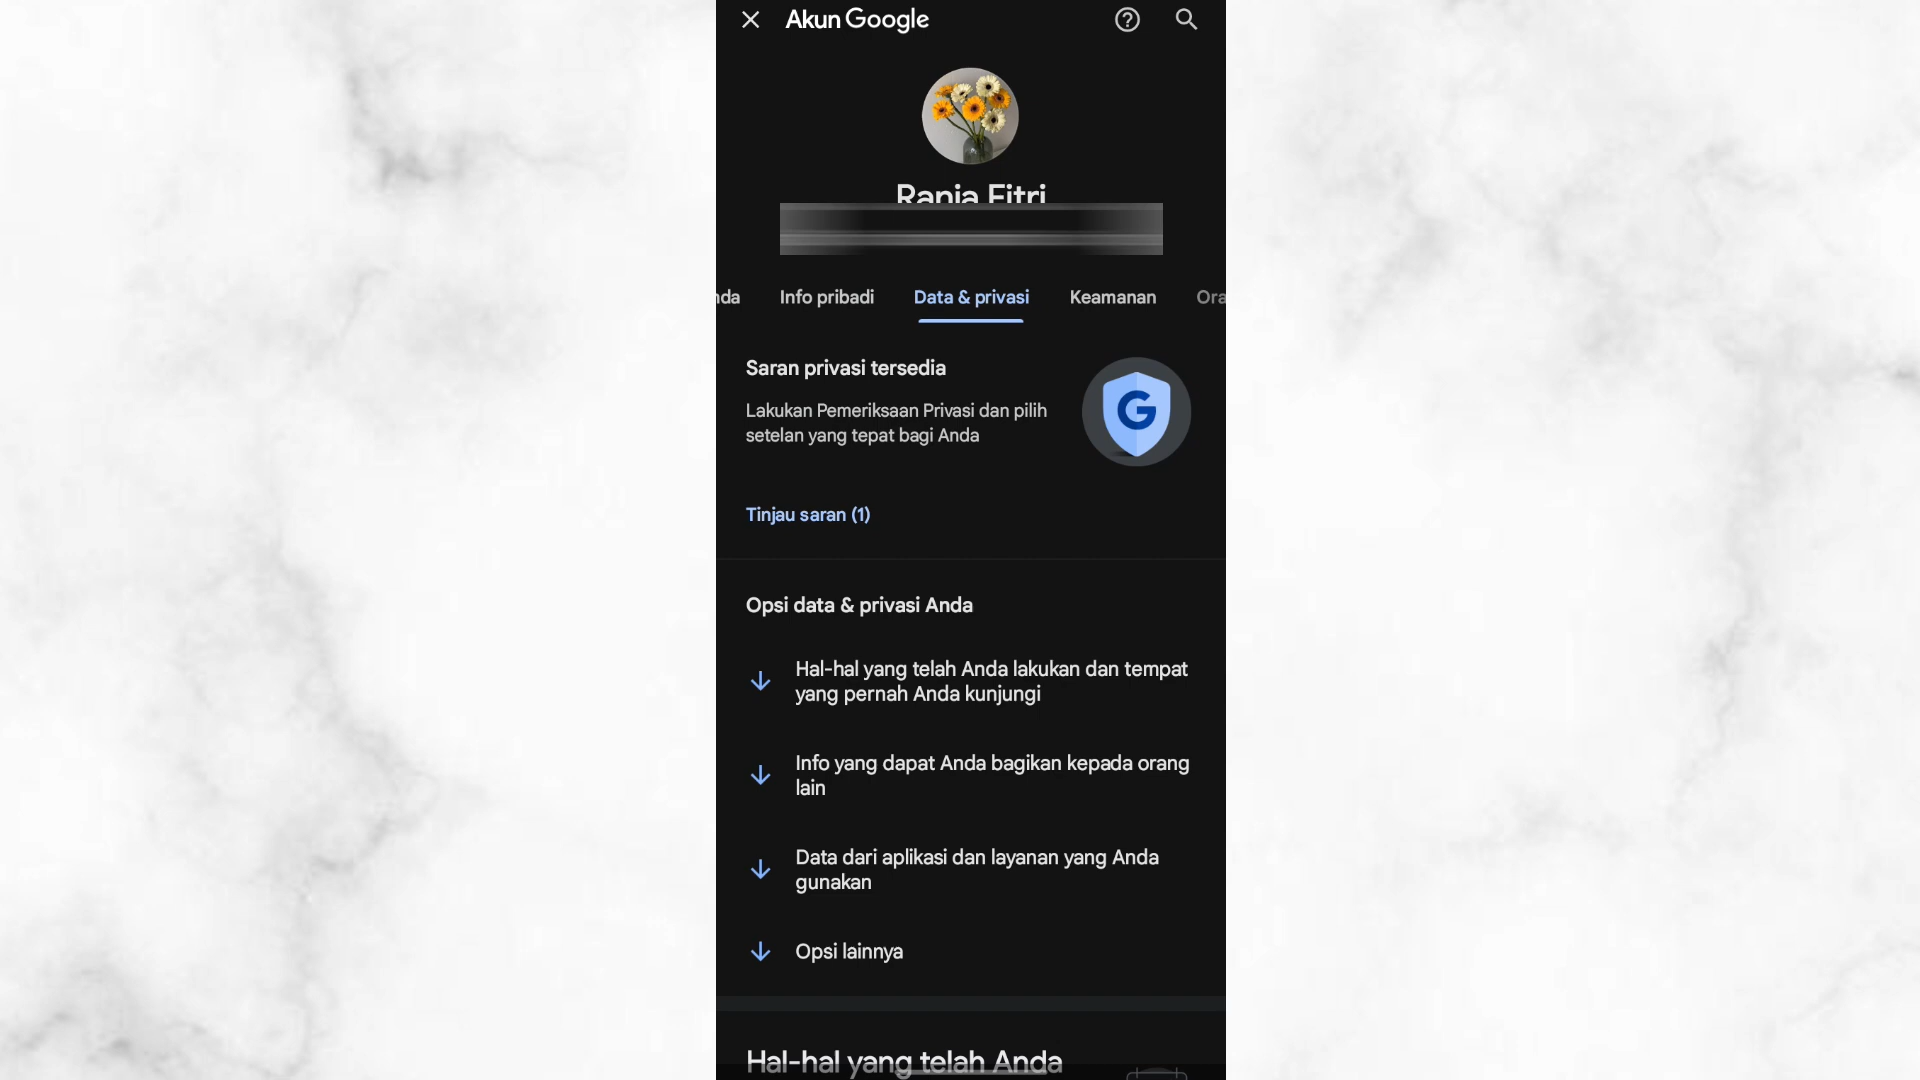 Akun Google
Rania Fitri
nda Info pribadi Data & privasi Keamanan Ora
Saran privasi tersedia
Lakukan Pemeriksaan Privasi dan pilih
setelan yang tepat bagi Anda
Tinjau saran (1)
Opsi data & privasi Anda
Hal-hal yang telah Anda lakukan dan tempat
yang pernah Anda kunjungi
Info yang dapat Anda bagikan kepada orang
lain
Data dari aplikasi dan layanan yang Anda
gunakan
Opsi lainnya
Hal-hal yang telah Anda